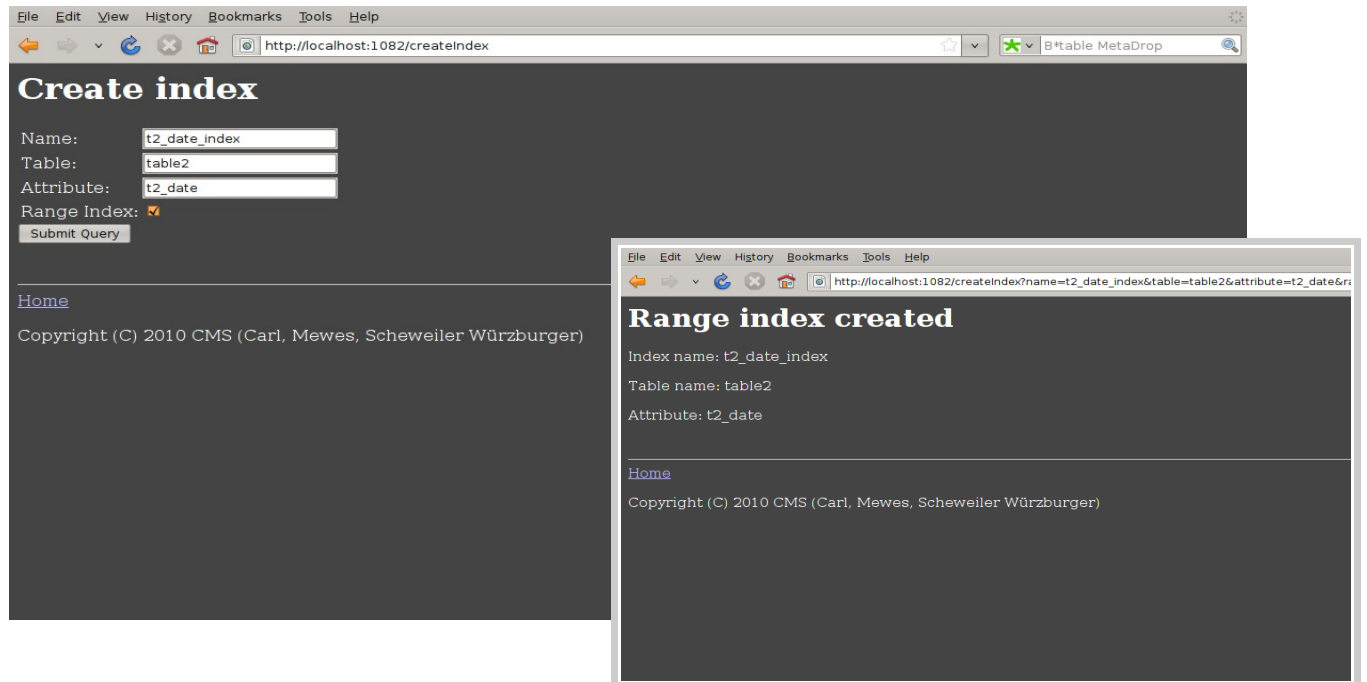 File Edit View History Bookmarks Tools Help
http://localhost:1082/createIndex
B*table MetaDrop
Create index
Name: t2_date_index
Table: table2
Attribute: t2_date
Range Index:
Submit Query
Home
Copyright (C) 2010 CMS (Carl, Mewes, Scheweiler Würzburger)
File Edit View History Bookmarks Tools Help
http://localhost:1082/createIndex?name=t2_date_index&table=table2&attribute=t2_date&ra
Range index created
Index name: t2_date_index
Table name: table2
Attribute: t2_date
Home
Copyright (C) 2010 CMS (Carl, Mewes, Scheweiler Würzburger)